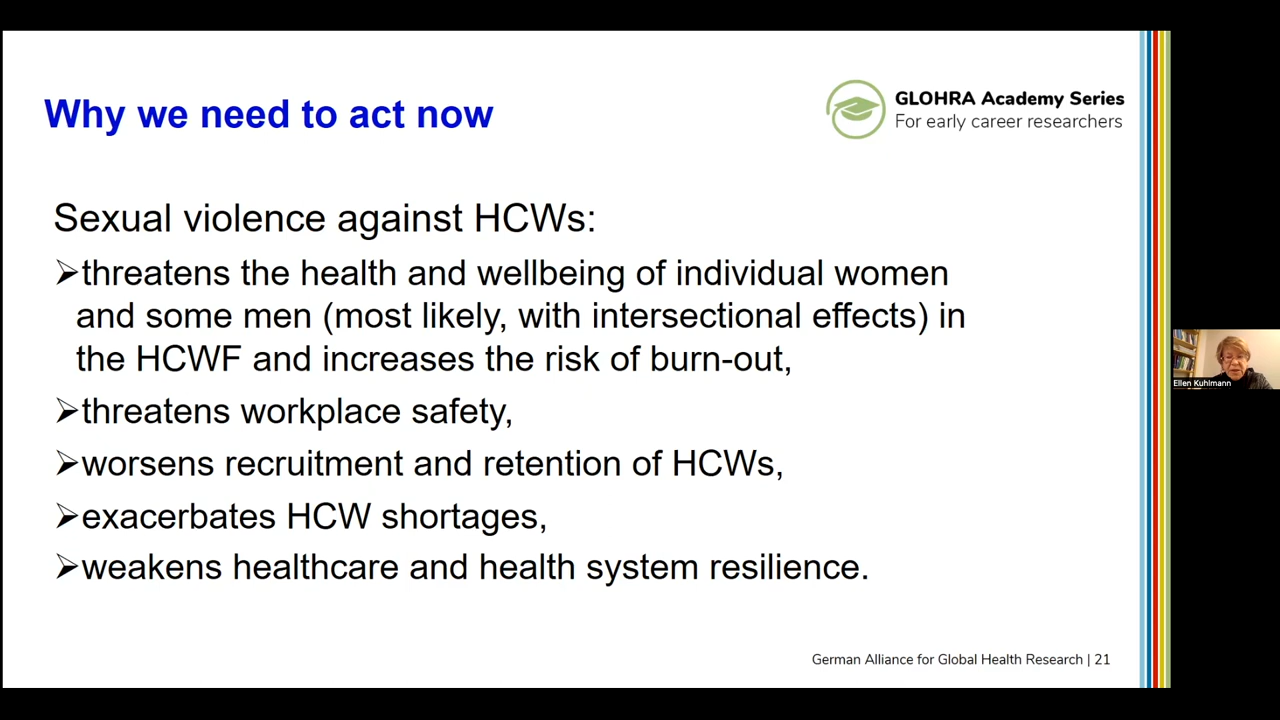 Why we need to act now
GLOHRA Academy Series
For early career researchers
Sexual violence against HCWs:
➢threatens the health and wellbeing of individual women
and some men (most likely, with intersectional effects) in
the HCWF and increases the risk of burn-out,
➢threatens workplace safety,
➢worsens recruitment and retention of HCWs,
➢exacerbates HCW shortages,
➢weakens healthcare and health system resilience.
Ellen Kuhlmann
German Alliance for Global Health Research | 21